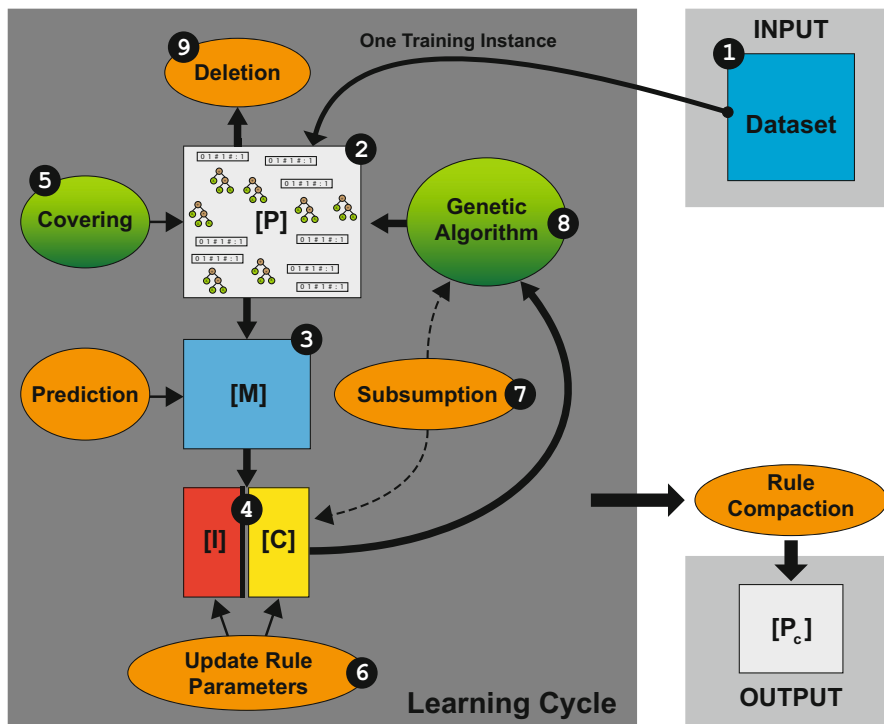 INPUT
1
Dataset
One Training Instance
9
Deletion
2
01#1#:1
01#1#:1
01#1#:1
[P]
01#1#:1
01#1#:1
01#1#:1
01#1#:1
01#1#:1
5
Covering
Genetic
Algorithm
8
3
[M]
Prediction
Subsumption
7
4
[I]
[C]
Update Rule
Parameters
6
Learning Cycle
Rule
Compaction
[Pc]
OUTPUT